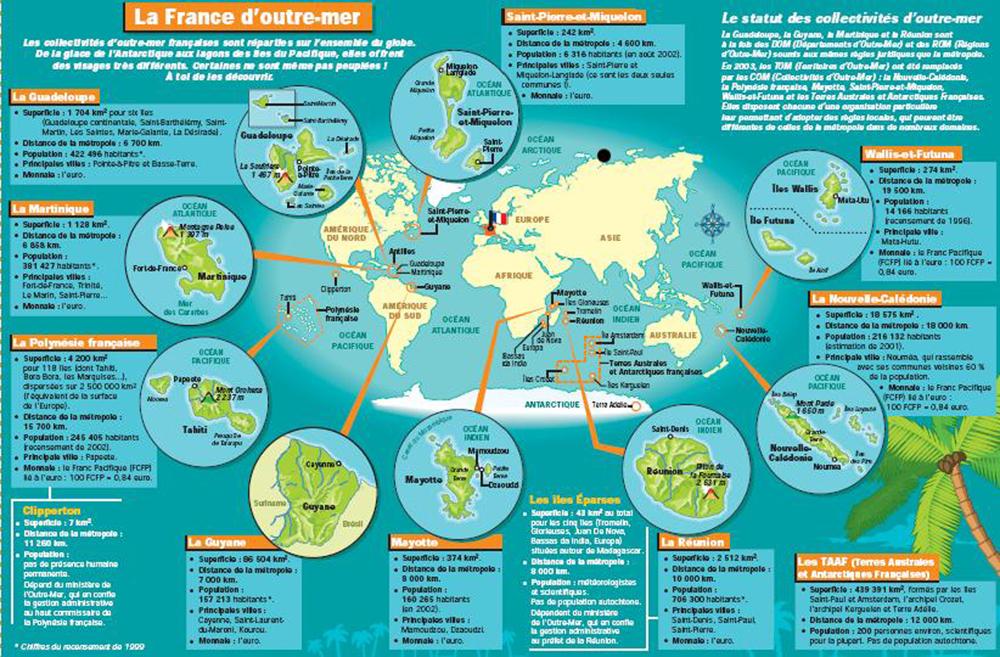 La France d'outre-mer
Les collectivités d'outre-mer françaises sont réparties sur l'ensemble du globe.
De la glace de l'Antarctique aux lagons des îles du Pacifique, elles offrent
des visages très différents. Certaines ne sont même pas peuplées !
À toi de les découvrir.
Saint-Pierre-et-Miquelon
• Superficie : 242 km².
• Distance de la métropole : 4 600 km.
• Population : 6 316 habitants (en août 2002).
• Principales villes : Saint-Pierre et
Miquelon-Langlade (ce sont les deux seules
communes !).
• Monnaie : l'euro.
Le statut des collectivités d'outre-mer
La Guadeloupe, la Guyane, la Martinique et la Réunion sont
à la fois des DOM (Départements d'Outre-Mer) et des ROM (Régions
d'Outre-Mer) soumis aux mêmes règles juridiques que la métropole.
En 2003, les TOM (Territoires d'Outre-Mer) ont été remplacés
par les COM (Collectivités d'Outre-Mer) : la Nouvelle-Calédonie,
la Polynésie française, Mayotte, Saint-Pierre-et-Miquelon,
Wallis-et-Futuna et les Terres Australes et Antarctiques Françaises.
Elles disposent chacune d'une organisation particulière
leur permettant d'adopter des règles locales, qui peuvent être
différentes de celles de la métropole dans de nombreux domaines.
La Guadeloupe
• Superficie : 1 704 km² pour six îles
(Guadeloupe continentale, Saint-Barthélémy, Saint-
Martin, Les Saintes, Marie-Galante, La Désirade).
• Distance de la métropole : 6 700 km.
• Population : 422 496 habitants*.
• Principales villes : Pointe-à-Pitre et Basse-Terre.
• Monnaie : l'euro.
Saint-Martin
Saint-Barthélemy
Guadeloupe
La Désirade
La Soufrière
1 467 m
Pointe-
à-Pitre
Îles de la
Petite Terre
Marie-
Galante
Les Saintes
Miquelon-
Langlade
Grande
Miquelon
OCÉAN
ATLANTIQUE
Saint-Pierre-
et-Miquelon
Petite
Miquelon
Saint-
Pierre
La Martinique
• Superficie : 1 128 km².
• Distance de la métropole :
6 858 km.
• Population :
381 427 habitants*.
• Principales villes :
Fort-de-France, Trinité,
Le Marin, Saint-Pierre...
• Monnaie : l'euro.
OCÉAN
ATLANTIQUE
Montagne Pelée
1 397 m
Fort-de-France
Martinique
Mer
des Caraïbes
OCÉAN
ARCTIQUE
AMÉRIQUE
DU NORD
Saint-Pierre-
et-Miquelon
EUROPE
ASIE
Antilles
Guadeloupe
Martinique
Clipperton
Guyane
AFRIQUE
AMÉRIQUE
DU SUD
OCÉAN
ATLANTIQUE
OCÉAN
PACIFIQUE
Tahiti
Polynésie
française
OCÉAN
PACIFIQUE
Mayotte
Îles Glorieuses
Tromelin
Réunion
Juan
de Nova
Europa
Bassas
da India
OCÉAN
INDIEN
AUSTRALIE
Île Amsterdam
Île Saint-Paul
Terres Australes
et Antarctiques françaises
Îles Crozet
Îles Kerguelen
ANTARCTIQUE
Terre Adélie
Wallis-et-
Futuna
Nouvelle-
Calédonie
OCÉAN
PACIFIQUE
Îles Wallis
Mata-Utu
Île Futuna
Île Alofi
Wallis-et-Futuna
• Superficie : 274 km².
• Distance de la métropole :
19 500 km.
• Population :
14 166 habitants
(recensement de 1996).
• Principale ville :
Mata-Hutu.
• Monnaie : le Franc Pacifique
(FCFP) lié à l'euro : 100 FCFP =
0,84 euro.
La Nouvelle-Calédonie
• Superficie : 18 575 km².
• Distance de la métropole : 18 000 km.
• Population : 216 132 habitants
(estimation de 2001).
• Principale ville : Nouméa, qui rassemble
avec ses communes voisines 60 %
de la population.
• Monnaie : le Franc Pacifique
(FCFP) lié à l'euro :
100 FCFP = 0,84 euro.
OCÉAN
PACIFIQUE
Îles Bélep
Mont Panié
1 650 m
Îles Loyauté
Grande-
Terre
Nouvelle-
Calédonie
Nouméa
Île
des Pins
La Polynésie française
• Superficie : 4 200 km²
pour 118 îles (dont Tahiti,
Bora Bora, les Marquises...),
dispersées sur 2 500 000 km²
(l'équivalent de la surface
de l'Europe).
• Distance de la métropole :
15 700 km.
• Population : 245 405 habitants
(recensement de 2002).
• Principale ville : Papeete.
• Monnaie : le Franc Pacifique (FCFP)
lié à l'euro : 100 FCFP = 0,84 euro.
OCÉAN
PACIFIQUE
Papeete
Moorea
Mont Orohena
2 237 m
Tahiti
Presqu'île
de Taiarapu
Clipperton
• Superficie : 7 km².
• Distance de la métropole :
11 260 km.
• Population :
pas de présence humaine
permanente.
Dépend du ministère de
l'Outre-Mer, qui en confie
la gestion administrative
au haut commissaire de
la Polynésie française.
* Chiffres du recensement de 1999
Cayenne
Guyane
Suriname
Brésil
La Guyane
• Superficie : 86 504 km².
• Distance de la métropole :
7 000 km.
• Population :
157 213 habitants*.
• Principales villes :
Cayenne, Saint-Laurent-
du-Maroni, Kourou.
• Monnaie : l'euro.
Canal du Mozambique
OCÉAN
INDIEN
Mamoudzou
Grande
Terre
Petite
Terre
Mayotte
Dzaoudzi
Mayotte
• Superficie : 374 km².
• Distance de la métropole :
8 000 km.
• Population :
160 265 habitants
(en 2002).
• Principales villes :
Mamoudzou, Dzaoudzi.
• Monnaie : l'euro.
Les îles Éparses
• Superficie : 43 km² au total
pour les cinq îles (Tromelin,
Glorieuses, Juan De Nova,
Bassas da India, Europa)
situées autour de Madagascar.
• Distance de la métropole :
8 000 km.
• Population : météorologistes
et scientifiques.
Pas de population autochtone.
Dépendent du ministère
de l'Outre-Mer, qui en confie
la gestion administrative
au préfet de la Réunion.
Saint-Denis
OCÉAN
INDIEN
Réunion
Piton de
la Fournaise
2 631 m
La Réunion
• Superficie : 2 512 km².
• Distance de la métropole :
10 000 km.
• Population :
706 300 habitants*.
• Principales villes :
Saint-Denis, Saint-Paul,
Saint-Pierre.
• Monnaie : l'euro.
Les TAAF (Terres Australes
et Antarctiques Françaises)
• Superficie : 439 391 km², formés par les îles
Saint-Paul et Amsterdam, l'archipel Crozet,
l'archipel Kerguelen et Terre Adélie.
• Distance de la métropole : 12 000 km.
• Population : 200 personnes environ, scientifiques
pour la plupart. Pas de population autochtone.